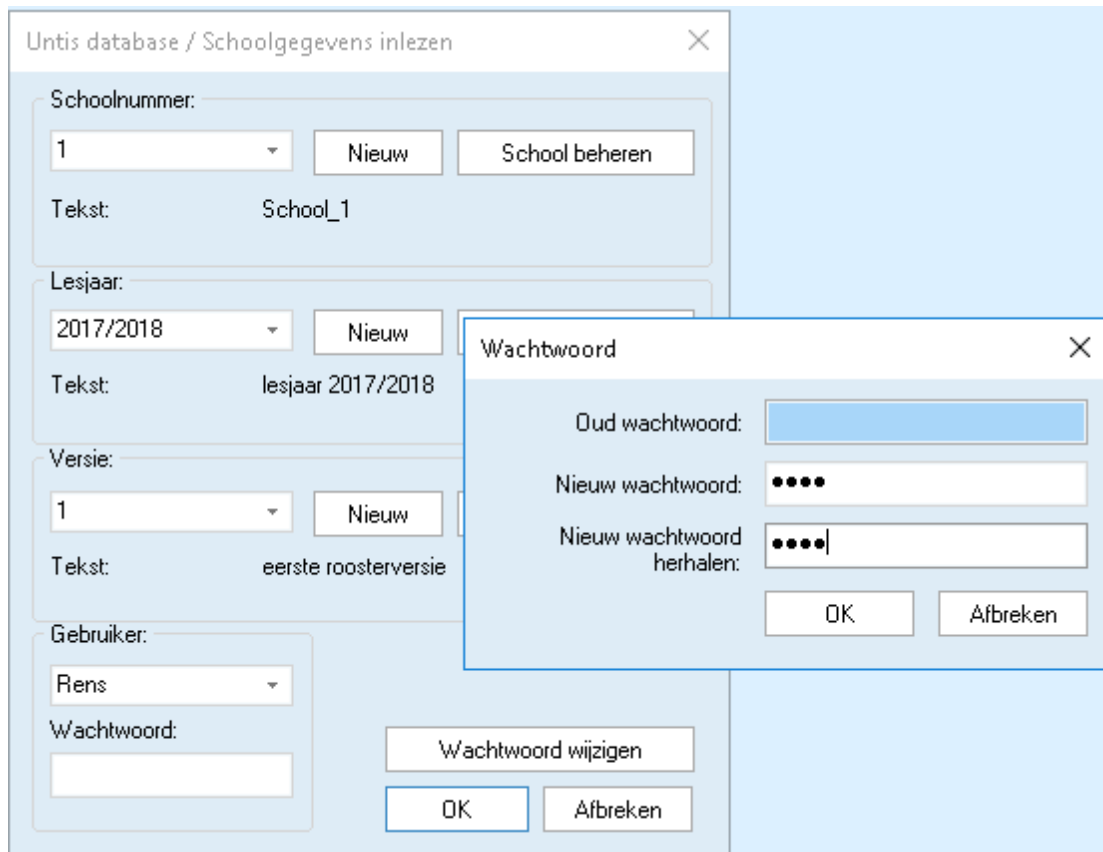 Untis database / Schoolgegevens inlezen
Schoolnummer:
1
Nieuw
School beheren
Tekst:
School_1
Lesjaar:
2017/2018
Nieuw
Tekst:
lesjaar 2017/2018
Versie:
1
Nieuw
Tekst:
eerste roosterversie
Gebruiker:
Rens
Wachtwoord:
Wachtwoord wijzigen
OK
Afbreken
Wachtwoord
Oud wachtwoord:
Nieuw wachtwoord:
●●●●
Nieuw wachtwoord
herhalen:
●●●●
OK
Afbreken